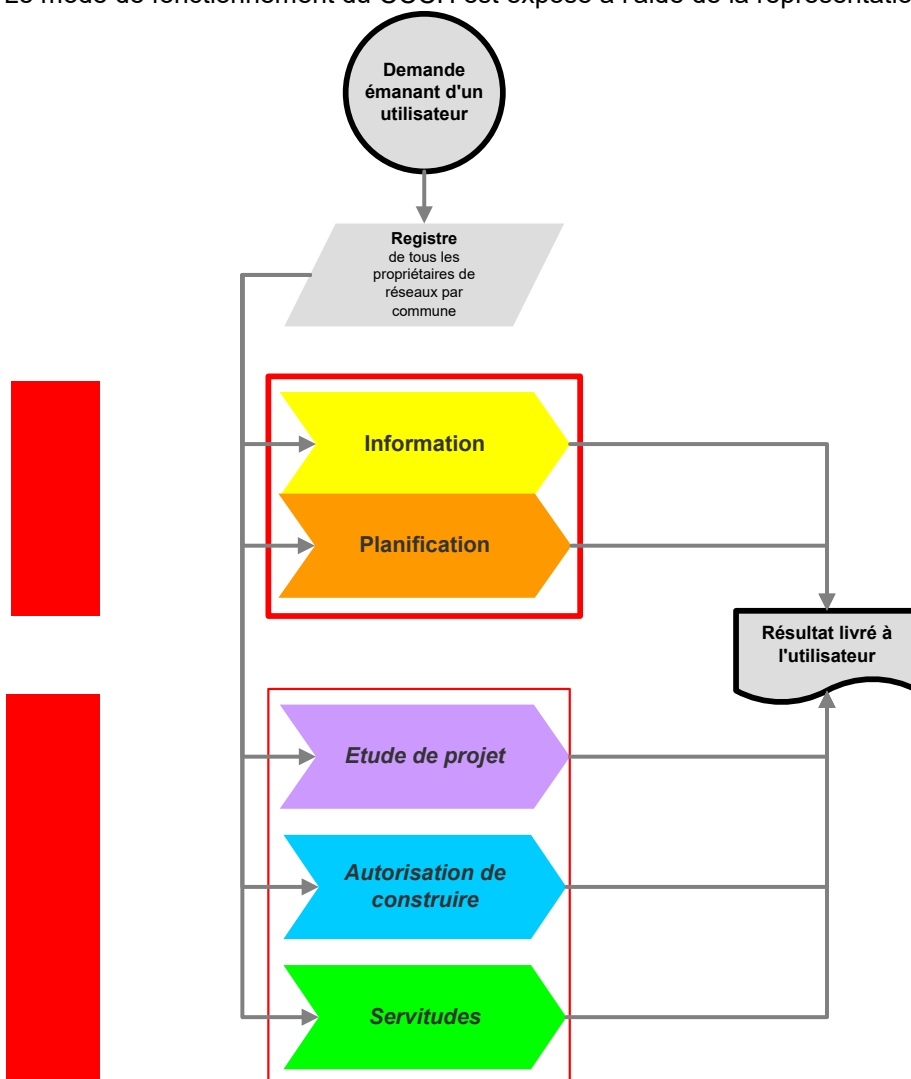 Demande
émanant d'un
utilisateur
Registre
de tous les
propriétaires de
réseaux par
commune
Information
Planification
Résultat livré à
l'utilisateur
Etude de projet
Autorisation de
construire
Servitudes